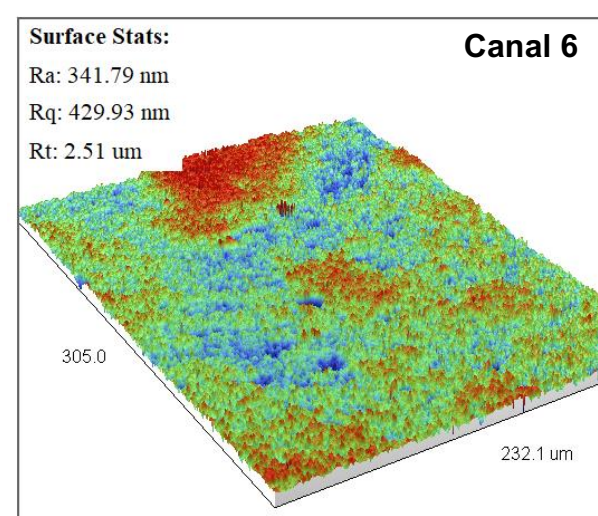 Surface Stats:
Canal 6
Ra: 341.79 nm
Rq: 429.93 nm
Rt: 2.51 um
305.0
232.1 um